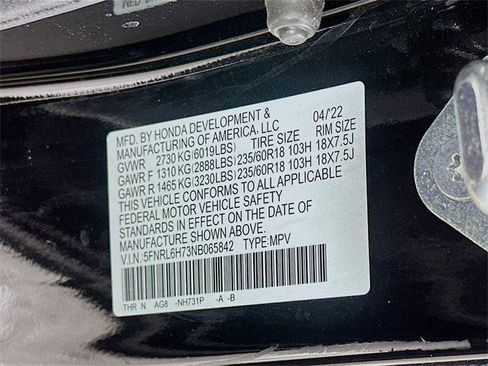 MFD. BY HONDA DEVELOPMENT &
MANUFACTURING OF AMERICA, LLC 04/'22
GVWR 2730 KG (6019LBS) TIRE SIZE RIM SIZE
GAWR F 1310 KG (2888LBS) 235/60R18 103H 18X7.5J
GAWR R 1465 KG (3230LBS) 235/60R18 103H 18X7.5J
THIS VEHICLE CONFORMS TO ALL APPLICABLE
FEDERAL MOTOR VEHICLE SAFETY
STANDARDS IN EFFECT ON THE DATE OF
MANUFACTURE SHOWN ABOVE.
V.I.N.:5FNRL6H73NB065842 TYPE:MPV
THR N AG8 -NH731P -A -B